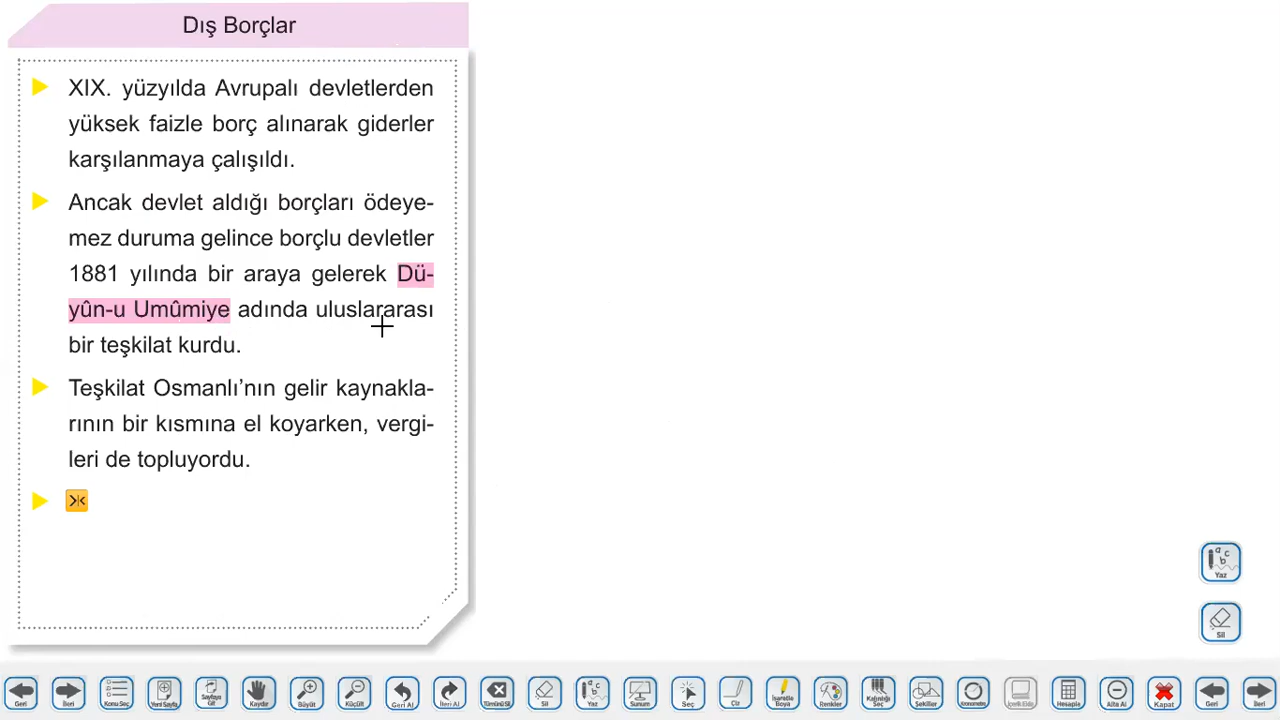 Dış Borçlar
XIX. yüzyılda Avrupalı devletlerden
yüksek faizle borç alınarak giderler
karşılanmaya çalışıldı.
Ancak devlet aldığı borçları ödeye-
mez duruma gelince borçlu devletler
1881 yılında bir araya gelerek Dü-
yûn-u Umûmiye adında uluslararası
bir teşkilat kurdu.
Teşkilat Osmanlı’nın gelir kaynakla-
rının bir kısmına el koyarken, vergi-
leri de topluyordu.
a c
b
Yaz
Sil
Geri İleri Konu Seç Yeni Sayfa Sayfaya Git Kaydır Büyüt Küçült Geri Al İleri Al Tümünü Sil Sil Yaz Sunum Seç Çiz İşaretle Boya Renkler Kalınlığı Seç Şekiller Kronometre İçerik Ekle Hesapla Alta Al Kapat Geri İleri